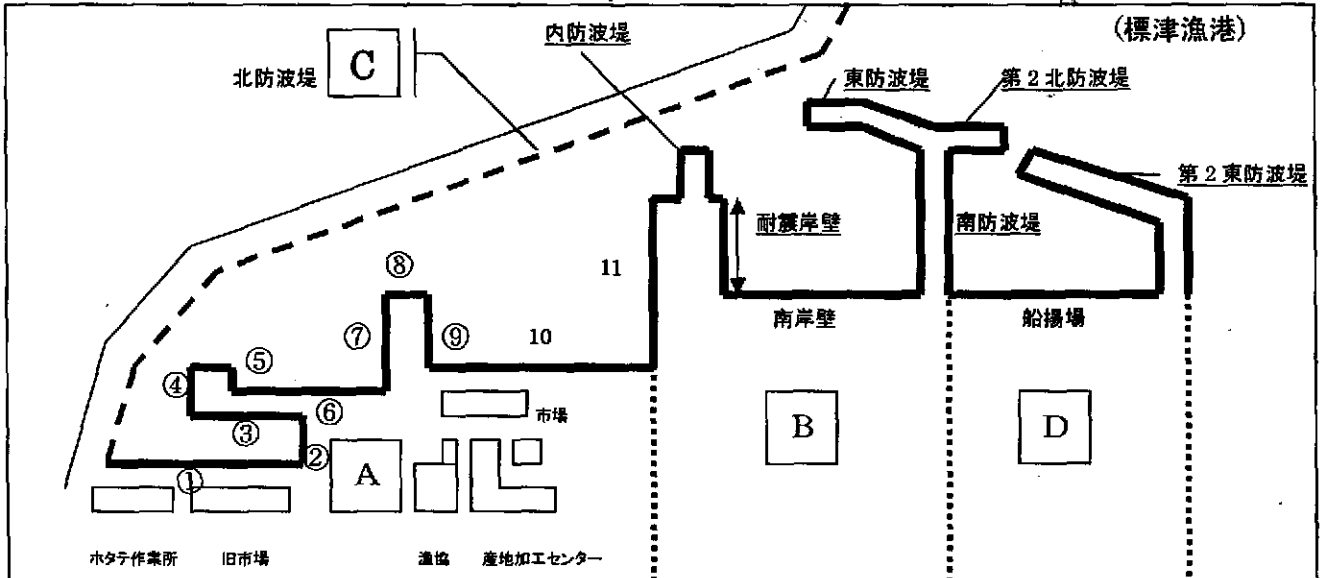 (標津漁港)
内防波堤
北防波堤
C
東防波堤
第2北防波堤
第2東防波堤
耐震岸壁
南防波堤
⑧
11
南岸壁
船揚場
⑦
⑨
10
⑤
④
⑥
市場
③
②
A
B
D
①
ホタテ作業所
旧市場
漁協
産地加工センター